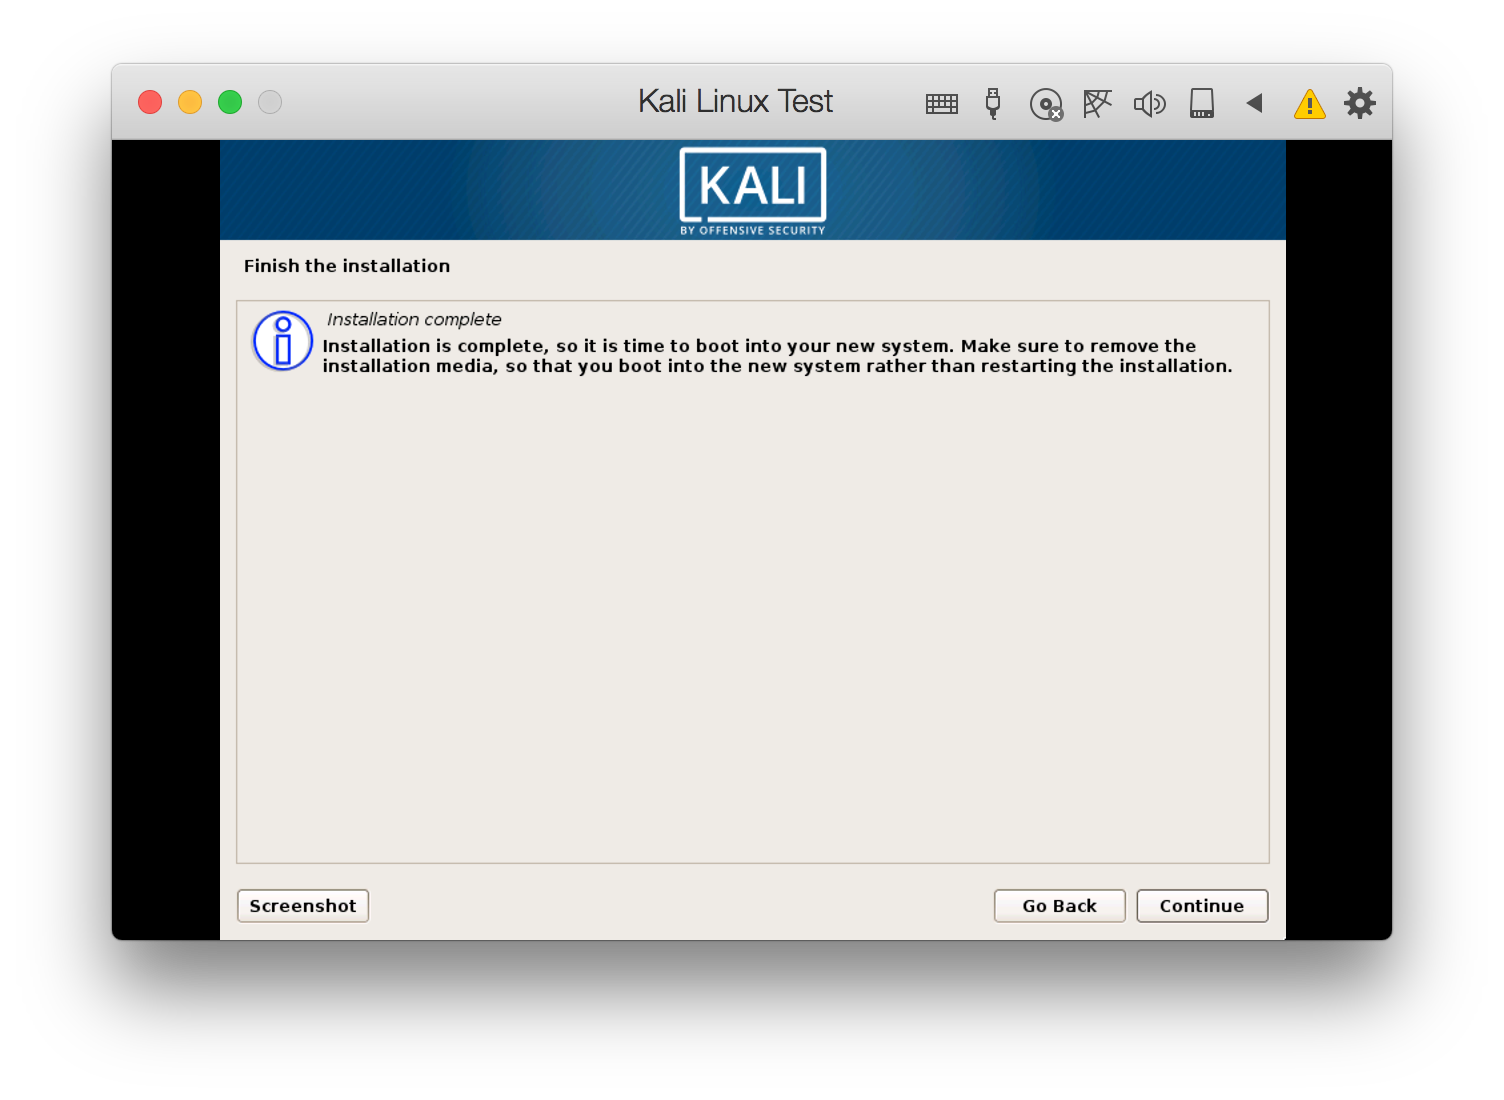 Kali Linux Test
KALI
BY OFFENSIVE SECURITY
Finish the installation
Installation complete
Installation is complete, so it is time to boot into your new system. Make sure to remove the
installation media, so that you boot into the new system rather than restarting the installation.
Screenshot
Go Back
Continue